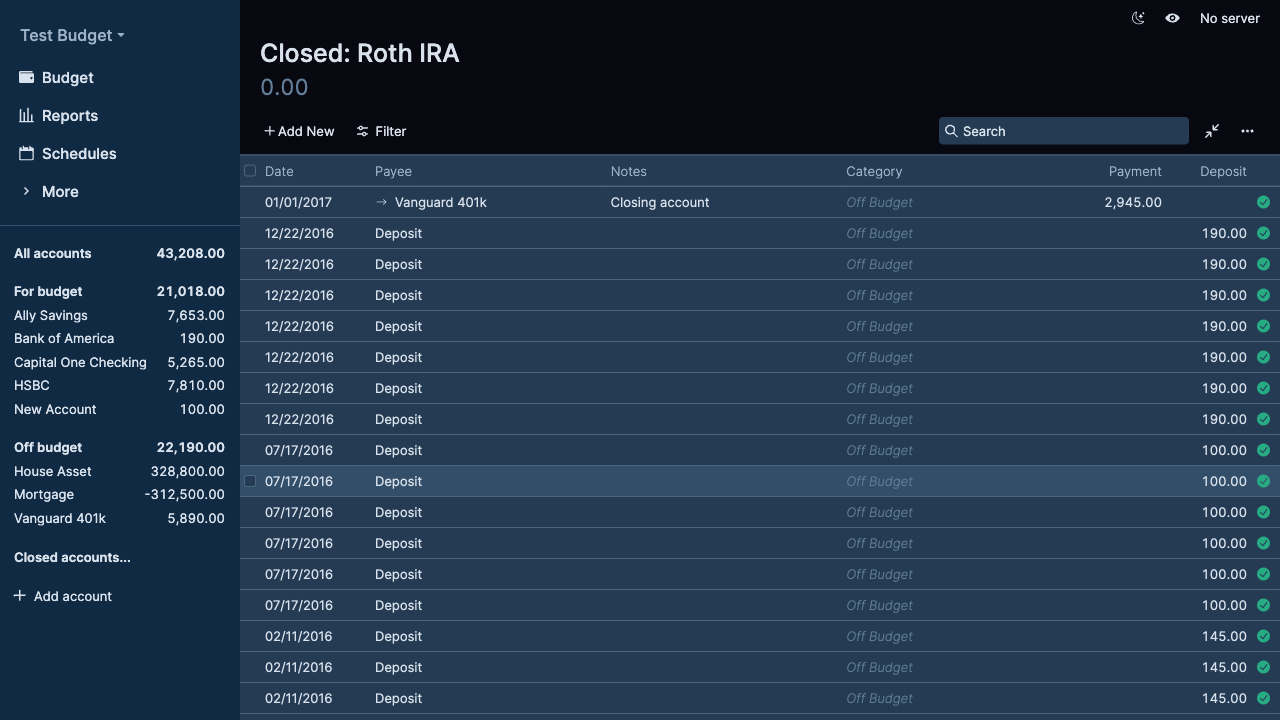 Test Budget
Budget
Reports
Schedules
More
All accounts 43,208.00
For budget 21,018.00
Ally Savings 7,653.00
Bank of America 190.00
Capital One Checking 5,265.00
HSBC 7,810.00
New Account 100.00
Off budget 22,190.00
House Asset 328,800.00
Mortgage -312,500.00
Vanguard 401k 5,890.00
Closed accounts...
Add account
No server
Closed: Roth IRA
0.00
Add New Filter Search
Date Payee Notes Category Payment Deposit
01/01/2017 Vanguard 401k Closing account Off Budget 2,945.00
12/22/2016 Deposit Off Budget 190.00
12/22/2016 Deposit Off Budget 190.00
12/22/2016 Deposit Off Budget 190.00
12/22/2016 Deposit Off Budget 190.00
12/22/2016 Deposit Off Budget 190.00
12/22/2016 Deposit Off Budget 190.00
12/22/2016 Deposit Off Budget 190.00
07/17/2016 Deposit Off Budget 100.00
07/17/2016 Deposit Off Budget 100.00
07/17/2016 Deposit Off Budget 100.00
07/17/2016 Deposit Off Budget 100.00
07/17/2016 Deposit Off Budget 100.00
07/17/2016 Deposit Off Budget 100.00
02/11/2016 Deposit Off Budget 145.00
02/11/2016 Deposit Off Budget 145.00
02/11/2016 Deposit Off Budget 145.00